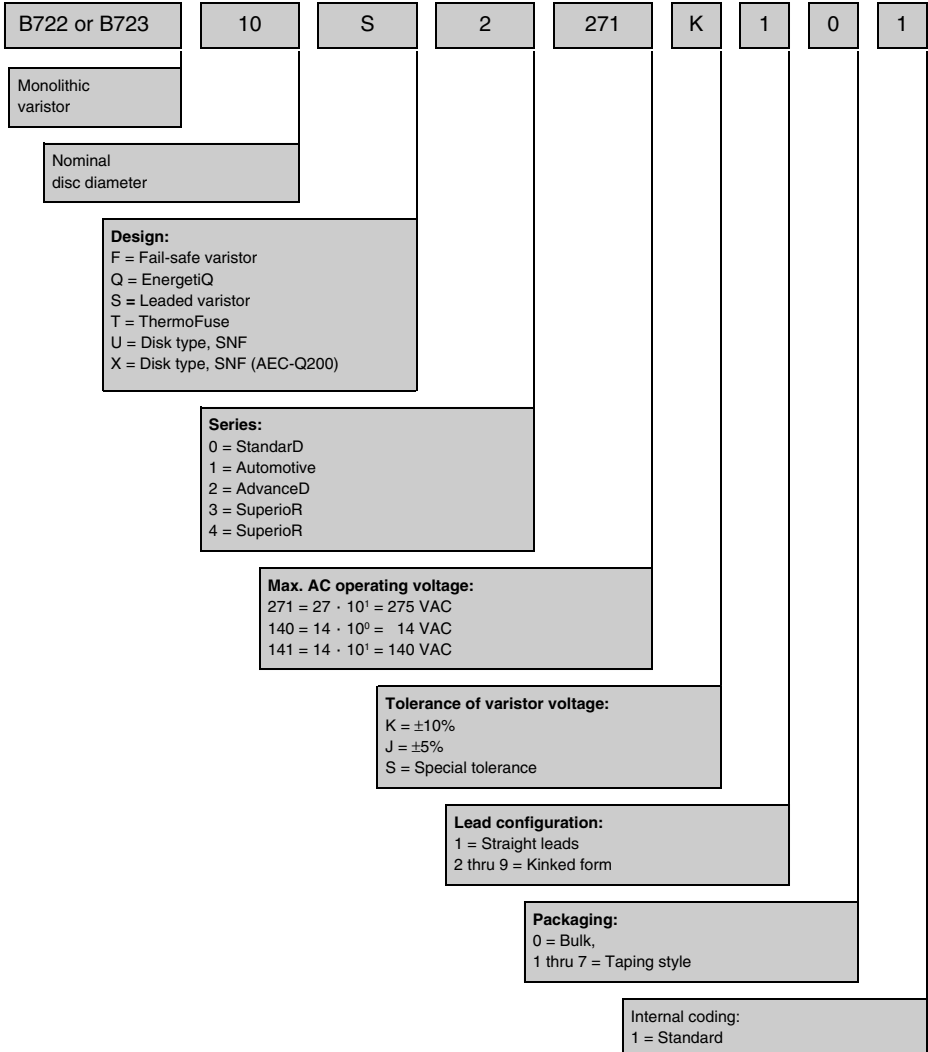 B722 or B723 10 S 2 271 K 1 0 1
Monolithic
varistor
Nominal
disc diameter
Design:
F = Fail-safe varistor
Q = EnergetiQ
S = Leaded varistor
T = ThermoFuse
U = Disk type, SNF
X = Disk type, SNF (AEC-Q200)
Series:
0 = StandarD
1 = Automotive
2 = AdvanceD
3 = SuperioR
4 = SuperioR
Max. AC operating voltage:
271 = 27 · 10¹ = 275 VAC
140 = 14 · 10⁰ = 14 VAC
141 = 14 · 10¹ = 140 VAC
Tolerance of varistor voltage:
K = ±10%
J = ±5%
S = Special tolerance
Lead configuration:
1 = Straight leads
2 thru 9 = Kinked form
Packaging:
0 = Bulk,
1 thru 7 = Taping style
Internal coding:
1 = Standard